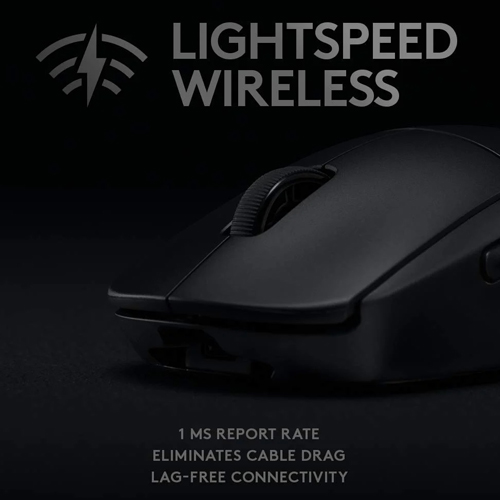 LIGHTSPEED
WIRELESS
1 MS REPORT RATE
ELIMINATES CABLE DRAG
LAG-FREE CONNECTIVITY